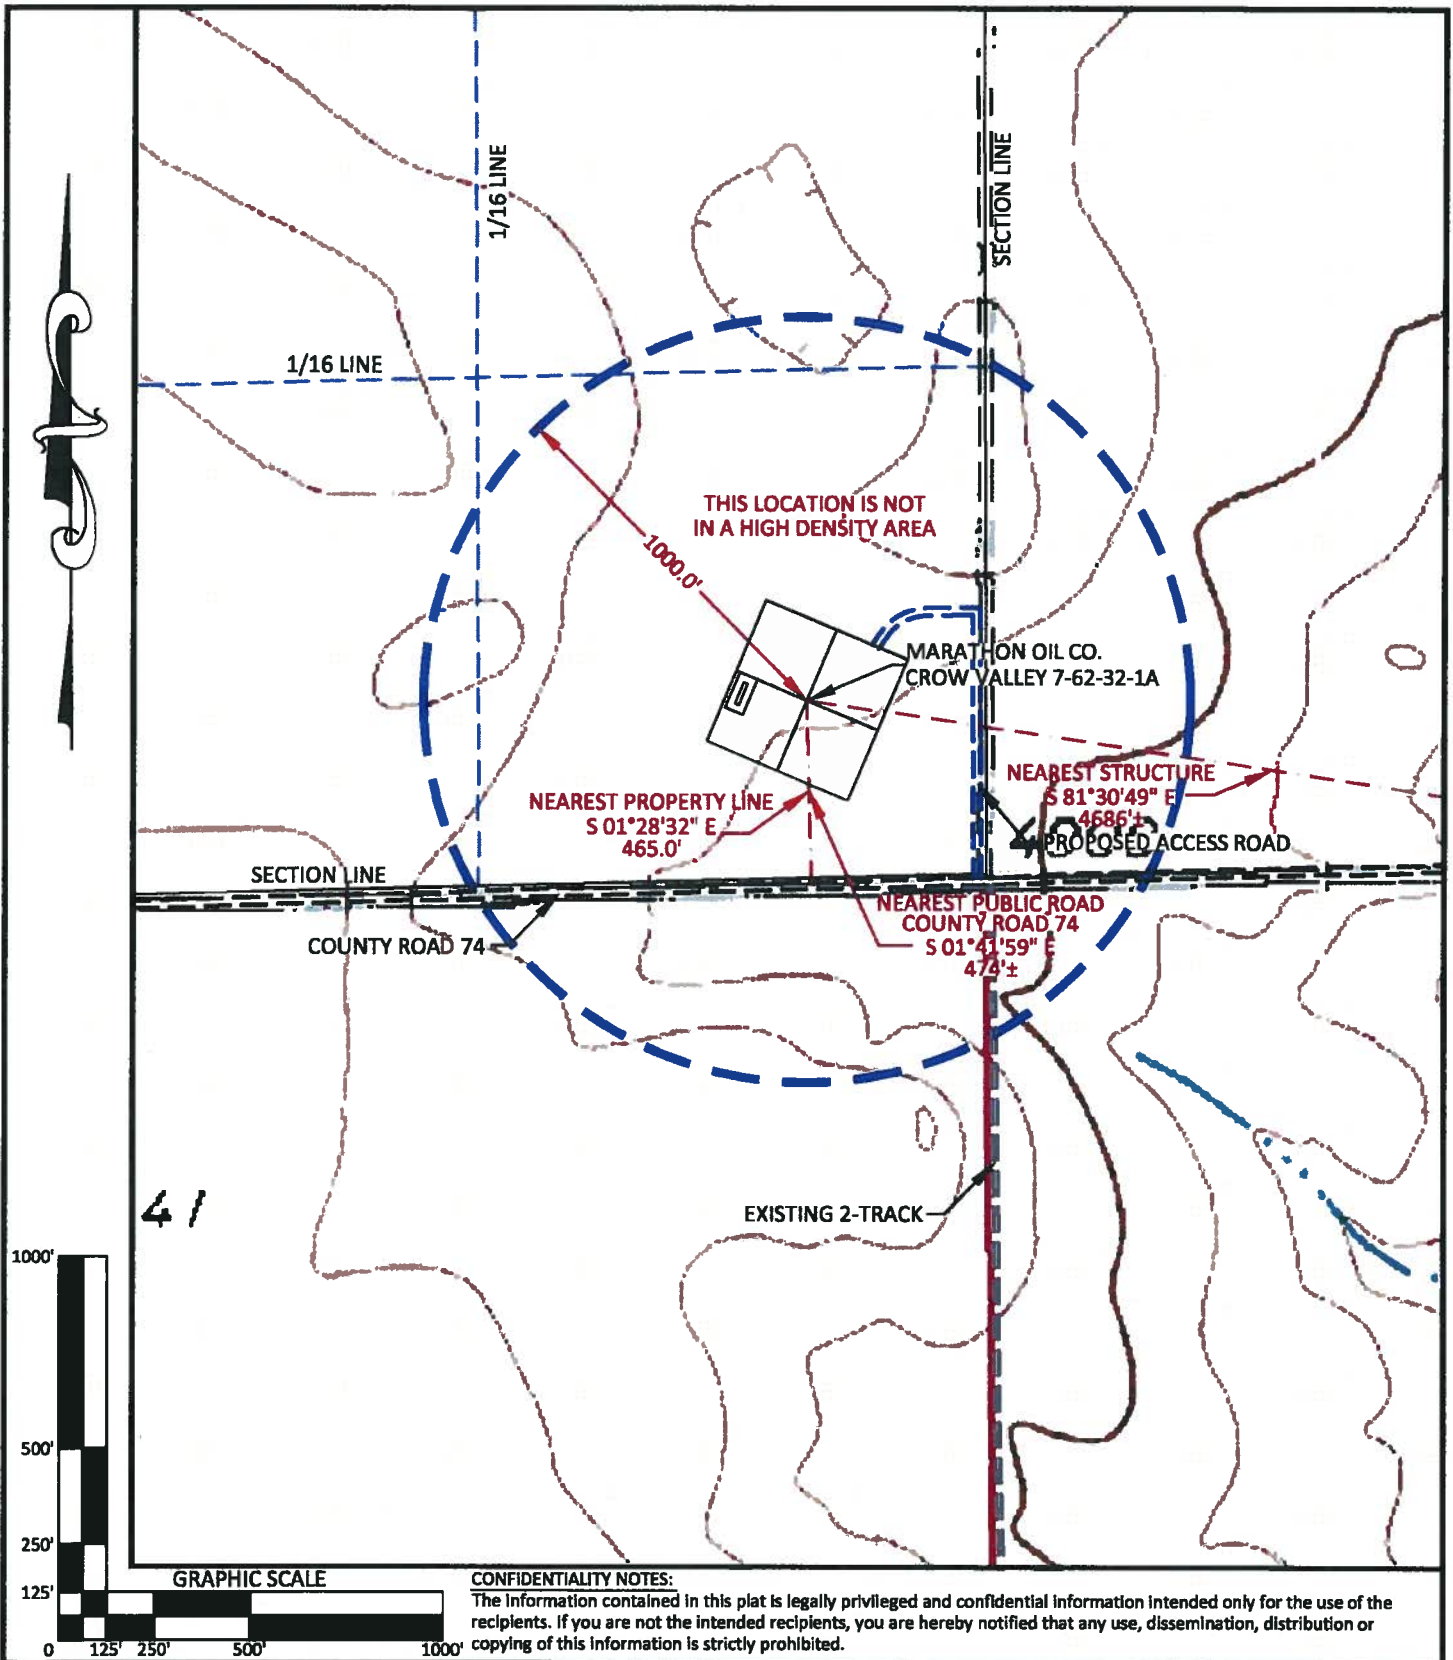 1/16 LINE
SECTION LINE
1/16 LINE
THIS LOCATION IS NOT
IN A HIGH DENSITY AREA
1000.0'
MARATHON OIL CO.
CROW VALLEY 7-62-32-1A
NEAREST STRUCTURE
S 81°30'49" E
4686'±
NEAREST PROPERTY LINE
S 01°28'32" E
465.0'
PROPOSED ACCESS ROAD
SECTION LINE
NEAREST PUBLIC ROAD
COUNTY ROAD 74
S 01°41'59" E
474'±
COUNTY ROAD 74
41
EXISTING 2-TRACK
1000'
500'
250'
125'
GRAPHIC SCALE
0 125' 250' 500' 1000'
CONFIDENTIALITY NOTES:
The information contained in this plat is legally privileged and confidential information intended only for the use of the
recipients. If you are not the intended recipients, you are hereby notified that any use, dissemination, distribution or
copying of this information is strictly prohibited.